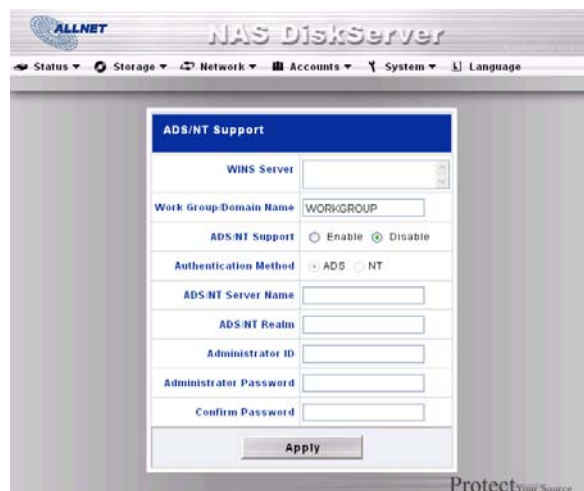 ALLNET
NAS DiskServer
Status Storage Network Accounts System Language
ADS/NT Support
WINS Server
Work Group/Domain Name WORKGROUP
ADS/NT Support Enable Disable
Authentication Method ADS NT
ADS/NT Server Name
ADS/NT Realm
Administrator ID
Administrator Password
Confirm Password
Apply
Protect Your Source